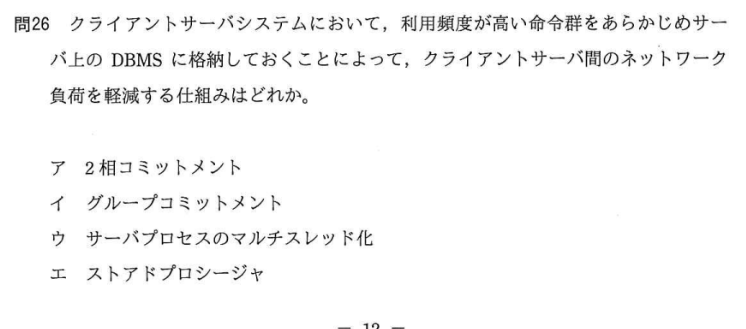 問26 クライアントサーバシステムにおいて，利用頻度が高い命令群をあらかじめサー
バ上の DBMS に格納しておくことによって，クライアントサーバ間のネットワーク
負荷を軽減する仕組みはどれか。
ア 2相コミットメント
イ グループコミットメント
ウ サーバプロセスのマルチスレッド化
エ ストアドプロシージャ